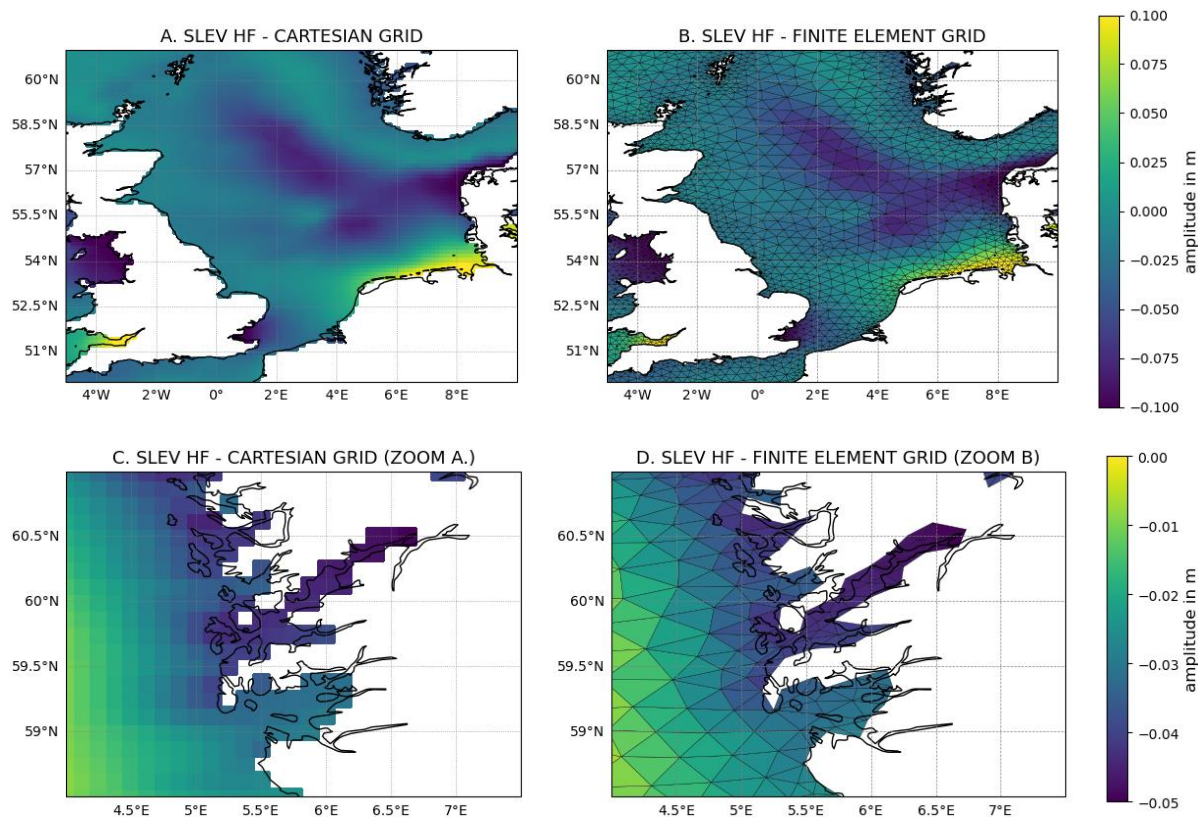 A. SLEV HF - CARTESIAN GRID
B. SLEV HF - FINITE ELEMENT GRID
60°N
58.5°N
57°N
55.5°N
54°N
52.5°N
51°N
4°W 2°W 0° 2°E 4°E 6°E 8°E
60°N
58.5°N
57°N
55.5°N
54°N
52.5°N
51°N
4°W 2°W 0° 2°E 4°E 6°E 8°E
0.100
0.075
0.050
0.025
0.000
−0.025
−0.050
−0.075
−0.100
amplitude in m
C. SLEV HF - CARTESIAN GRID (ZOOM A.)
D. SLEV HF - FINITE ELEMENT GRID (ZOOM B)
60.5°N
60°N
59.5°N
59°N
4.5°E 5°E 5.5°E 6°E 6.5°E 7°E
60.5°N
60°N
59.5°N
59°N
4.5°E 5°E 5.5°E 6°E 6.5°E 7°E
0.00
−0.01
−0.02
−0.03
−0.04
−0.05
amplitude in m